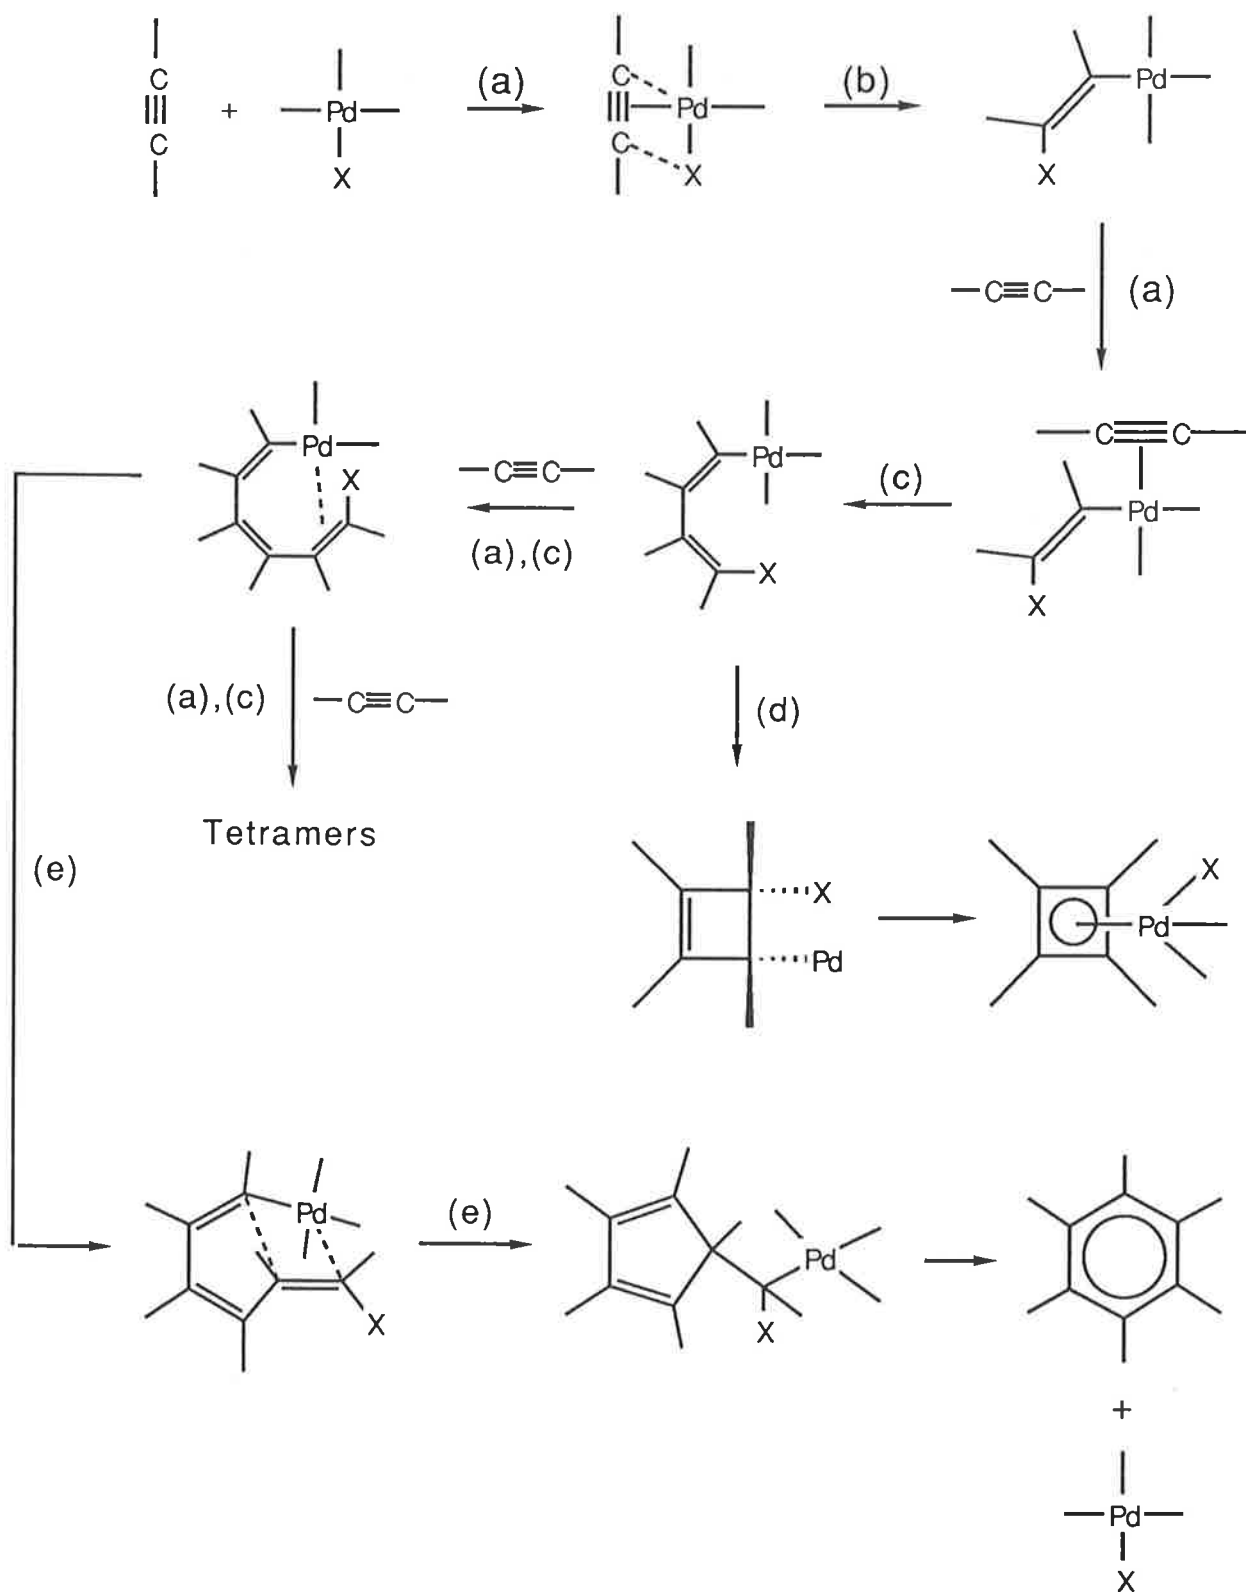 C≡C + Pd X (a) C≡C Pd X (b) Pd X
C≡C (a)
Pd X C≡C (a),(c) Pd X (c) C≡C Pd X
(a),(c) C≡C (d)
Tetramers
(e) X Pd Pd X
Pd X (e) Pd X
+
Pd
X